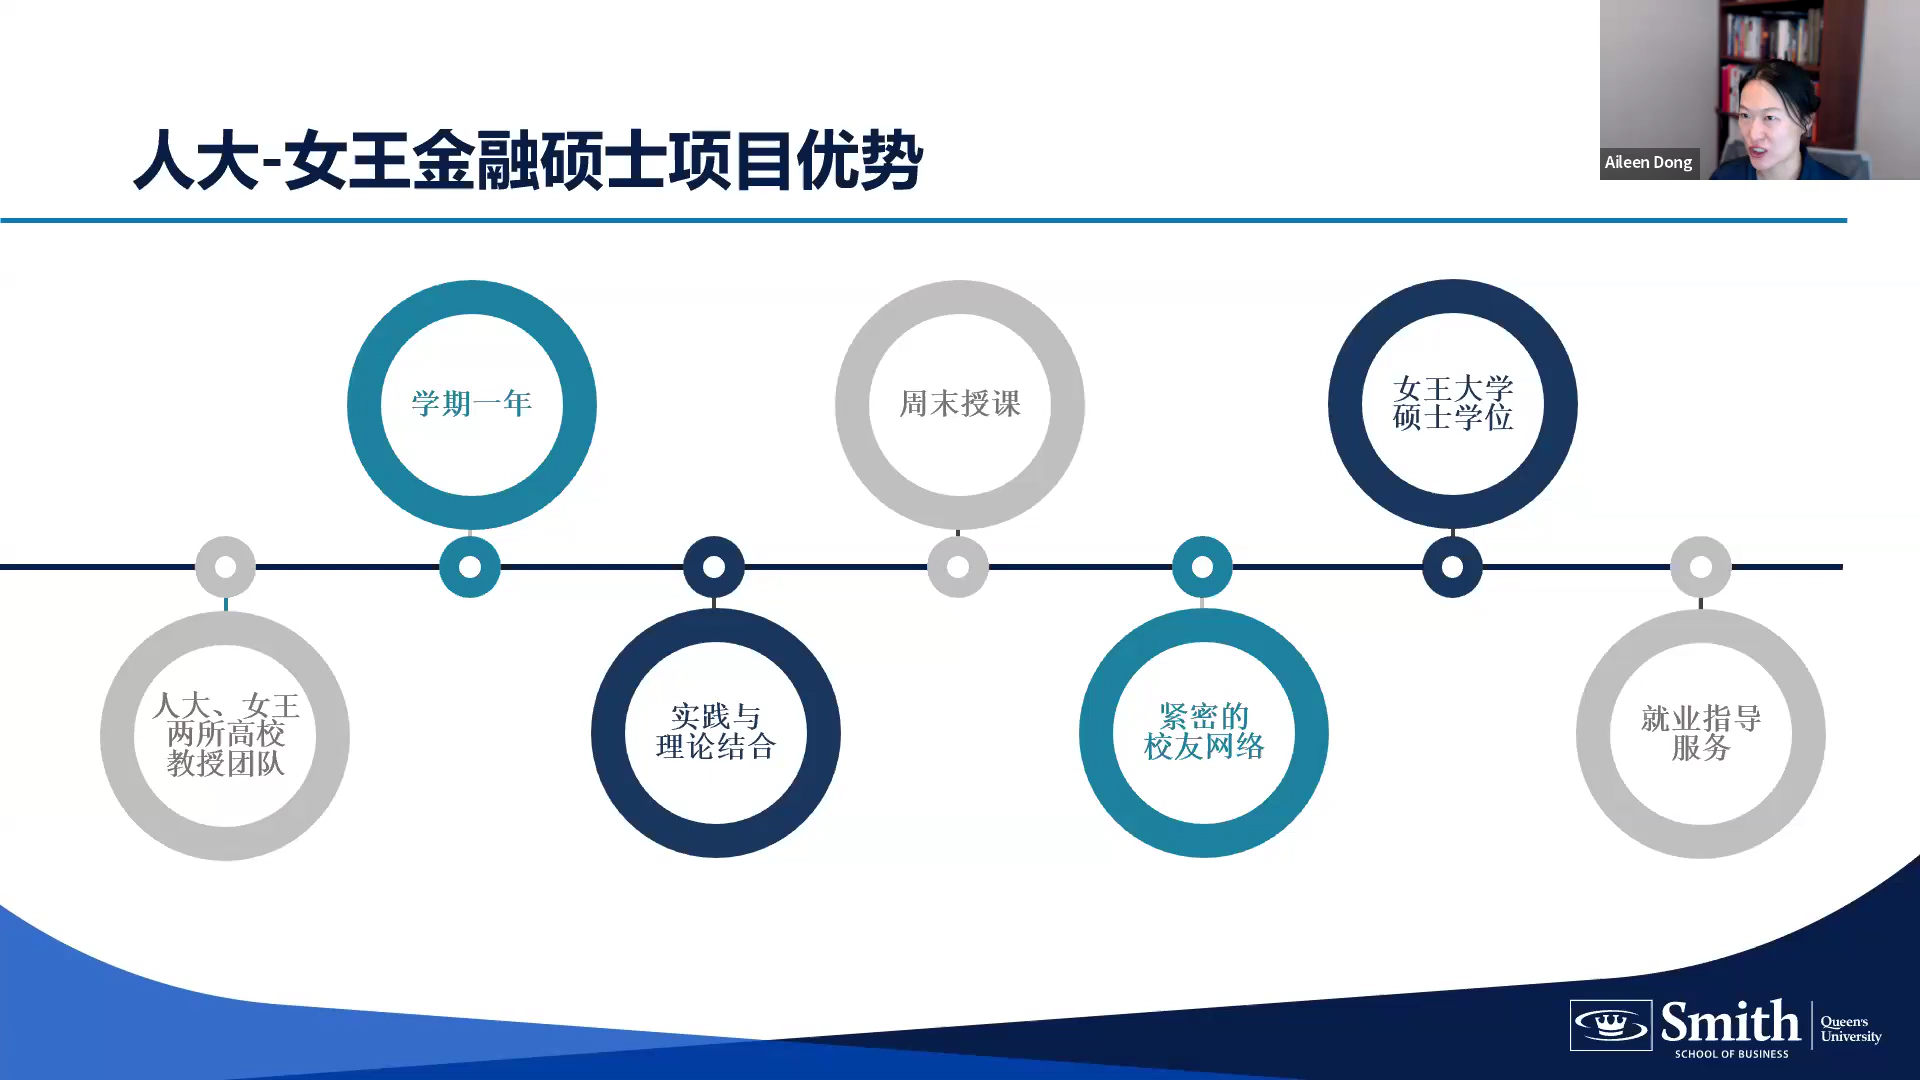 人大-女王金融硕士项目优势
Aileen Dong
学期一年
周末授课
女王大学
硕士学位
人大、女王
两所高校
教授团队
实践与
理论结合
紧密的
校友网络
就业指导
服务
Smith
SCHOOL OF BUSINESS
Queen's
University